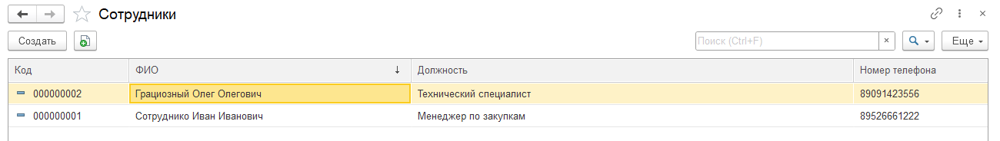 Сотрудники
Создать Поиск (Ctrl+F) × Еще
Код ФИО ↓ Должность Номер телефона
000000002 Грациозный Олег Олегович Технический специалист 89091423556
000000001 Сотруднико Иван Иванович Менеджер по закупкам 89526661222